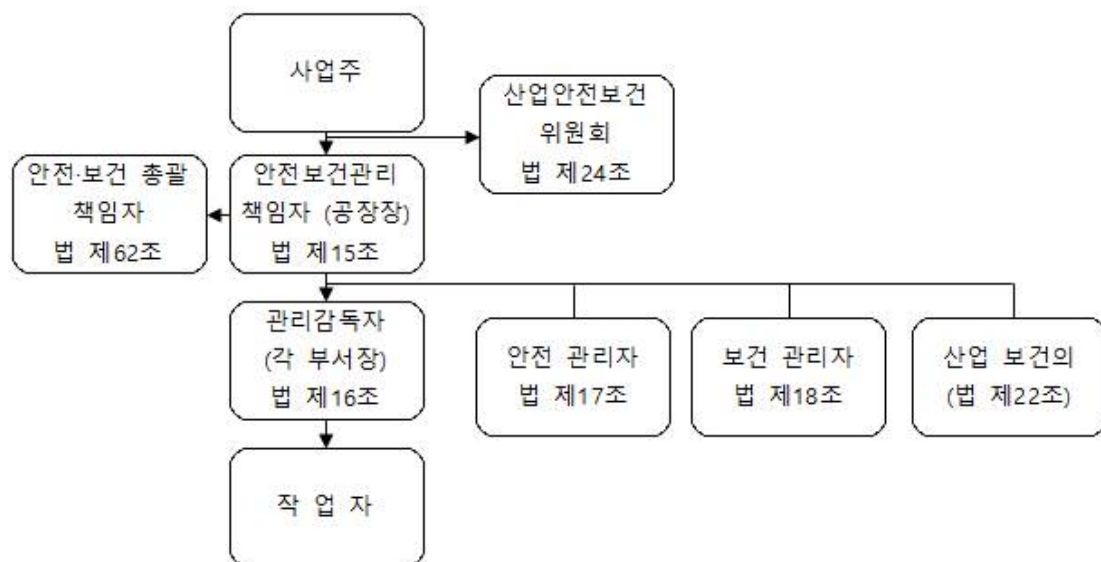 사업주
산업안전보건
위원회
법 제24조
안전·보건 총괄
책임자
법 제62조
안전보건관리
책임자 (공장장)
법 제15조
관리감독자
(각 부서장)
법 제16조
안전 관리자
법 제17조
보건 관리자
법 제18조
산업 보건의
(법 제22조)
작 업 자